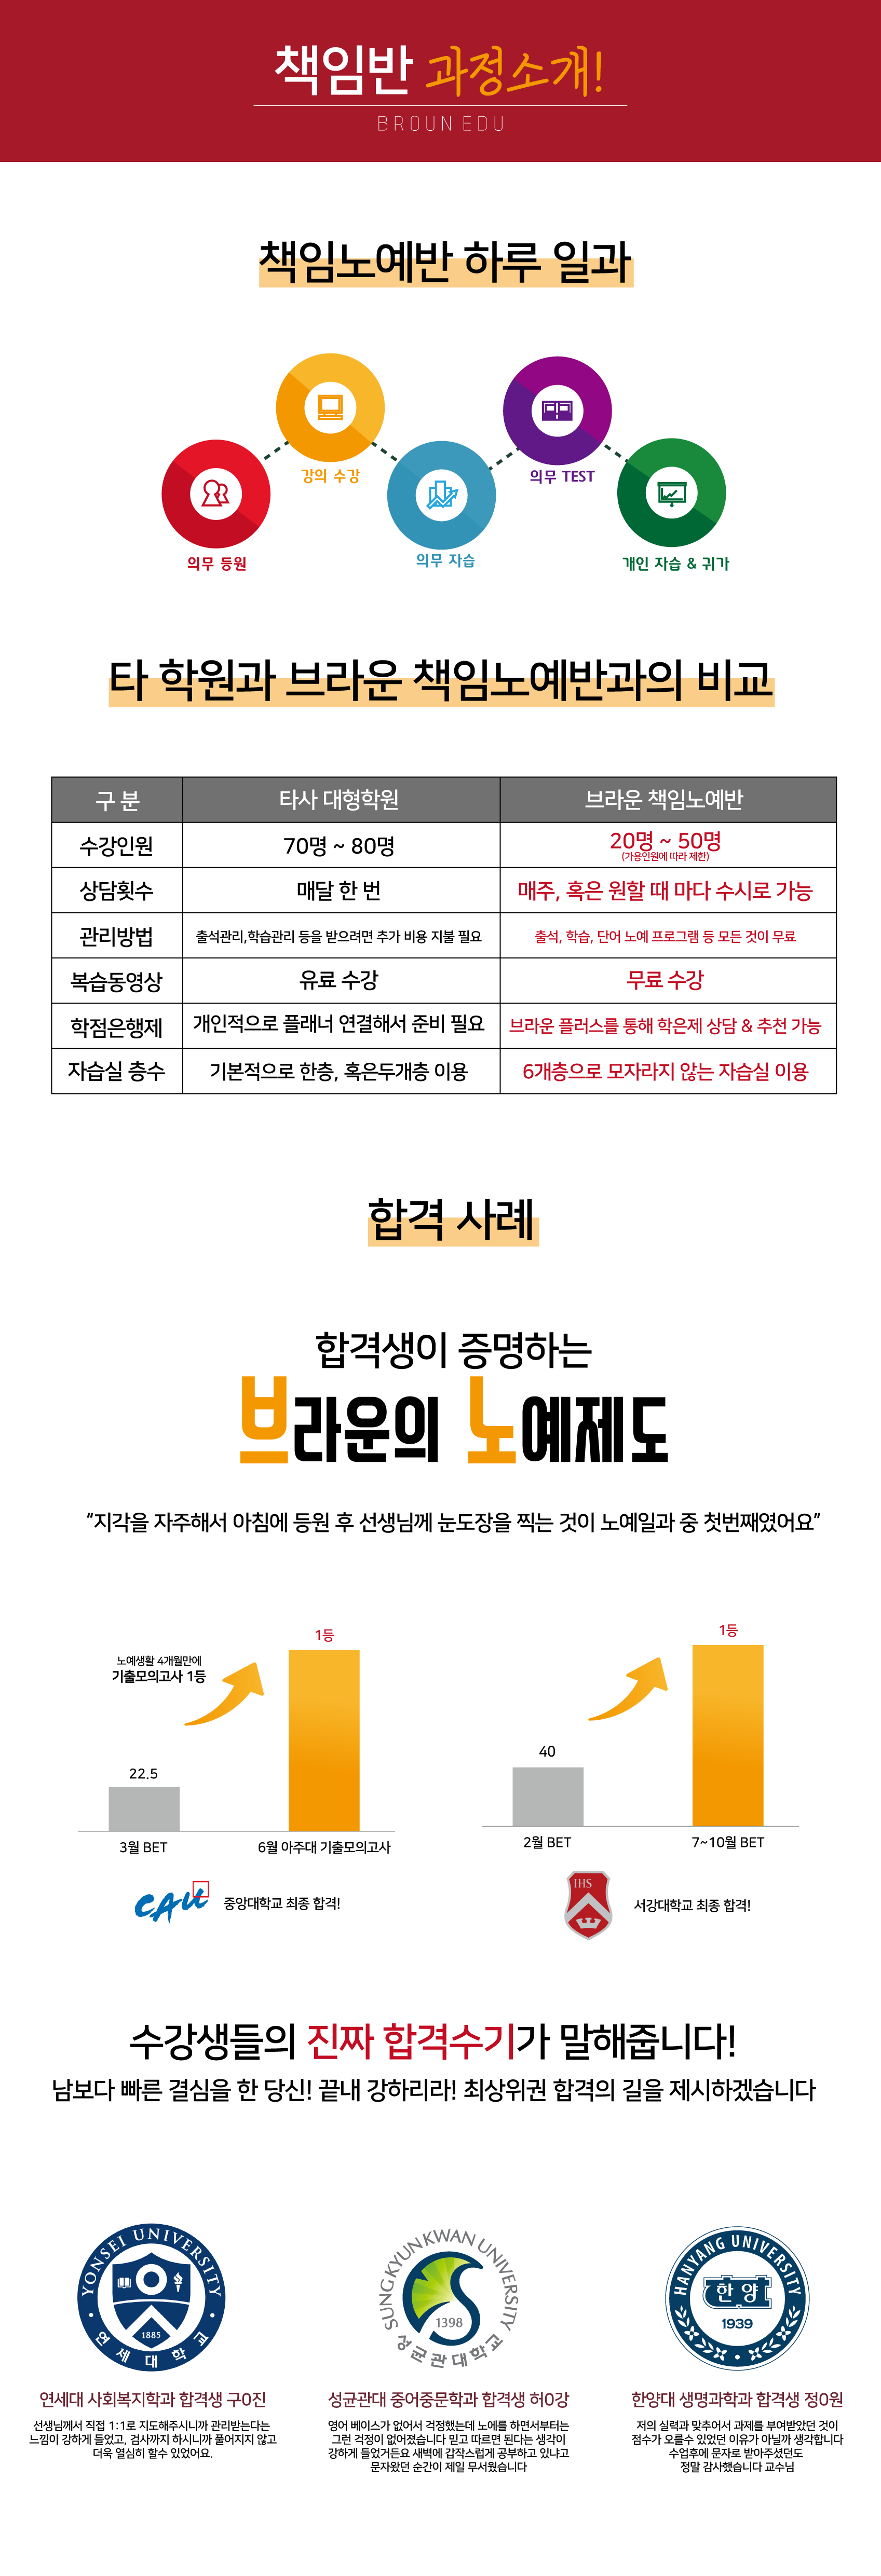 책임반 과정소개!
BROUN EDU
책임노예반 하루 일과
의무 등원
강의 수강
의무 자습
의무 TEST
개인 자습 & 귀가
타 학원과 브라운 책임노예반과의 비교
구 분
타사 대형학원
브라운 책임노예반
수강인원
70명 ~ 80명
20명 ~ 50명
(가용인원에 따라 제한)
상담횟수
매달 한 번
매주, 혹은 원할 때 마다 수시로 가능
관리방법
출석관리,학습관리 등을 받으려면 추가 비용 지불 필요
출석, 학습, 단어 노예 프로그램 등 모든 것이 무료
복습동영상
유료 수강
무료 수강
학점은행제
개인적으로 플래너 연결해서 준비 필요
브라운 플러스를 통해 학은제 상담 & 추천 가능
자습실 층수
기본적으로 한층, 혹은두개층 이용
6개층으로 모자라지 않는 자습실 이용
합격 사례
합격생이 증명하는
브라운의 노예제도
“지각을 자주해서 아침에 등원 후 선생님께 눈도장을 찍는 것이 노예일과 중 첫번째였어요”
노예생활 4개월만에
기출모의고사 1등
22.5
1등
3월 BET
6월 아주대 기출모의고사
CAU
중앙대학교 최종 합격!
40
1등
2월 BET
7~10월 BET
IHS
서강대학교 최종 합격!
수강생들의 진짜 합격수기가 말해줍니다!
남보다 빠른 결심을 한 당신! 끝내 강하리라! 최상위권 합격의 길을 제시하겠습니다
YONSEI UNIVERSITY
1885
연세대학교
연세대 사회복지학과 합격생 구0진
선생님께서 직접 1:1로 지도해주시니까 관리받는다는
느낌이 강하게 들었고, 검사까지 하시니까 풀어지지 않고
더욱 열심히 할수 있었어요.
SUNGKYUNKWAN UNIVERSITY
1398
성균관대학교
성균관대 중어중문학과 합격생 허0강
영어 베이스가 없어서 걱정했는데 노에를 하면서부터는
그런 걱정이 없어졌습니다 믿고 따르면 된다는 생각이
강하게 들었거든요 새벽에 갑작스럽게 공부하고 있냐고
문자왔던 순간이 제일 무서웠습니다
HANYANG UNIVERSITY
한양
1939
한양대 생명과학과 합격생 정0원
저의 실력과 맞추어서 과제를 부여받았던 것이
점수가 오를수 있었던 이유가 아닐까 생각합니다
수업후에 문자로 받아주셨던도
정말 감사했습니다 교수님